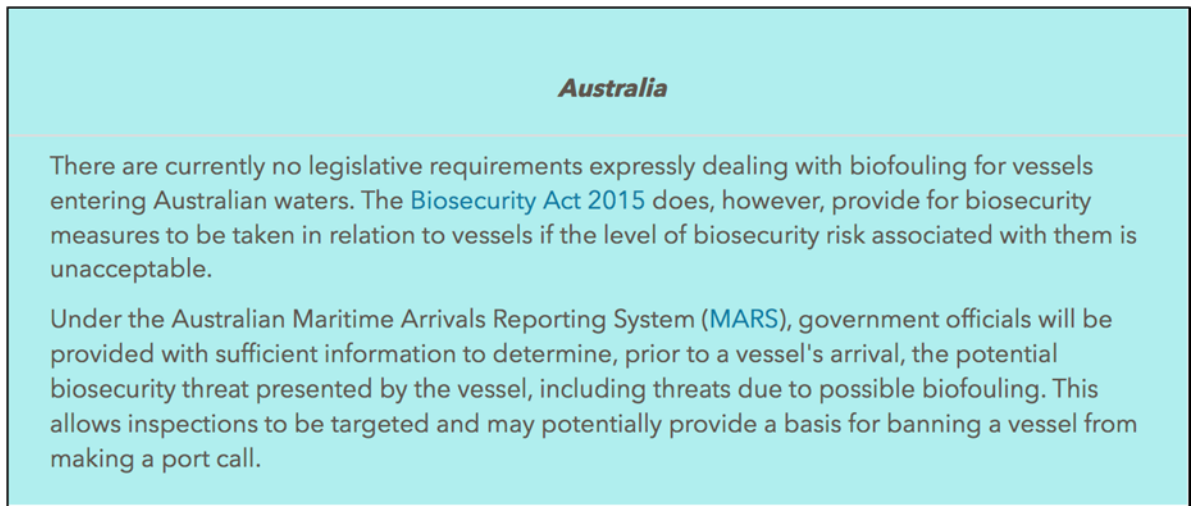 Australia
There are currently no legislative requirements expressly dealing with biofouling for vessels
entering Australian waters. The Biosecurity Act 2015 does, however, provide for biosecurity
measures to be taken in relation to vessels if the level of biosecurity risk associated with them is
unacceptable.
Under the Australian Maritime Arrivals Reporting System (MARS), government officials will be
provided with sufficient information to determine, prior to a vessel's arrival, the potential
biosecurity threat presented by the vessel, including threats due to possible biofouling. This
allows inspections to be targeted and may potentially provide a basis for banning a vessel from
making a port call.